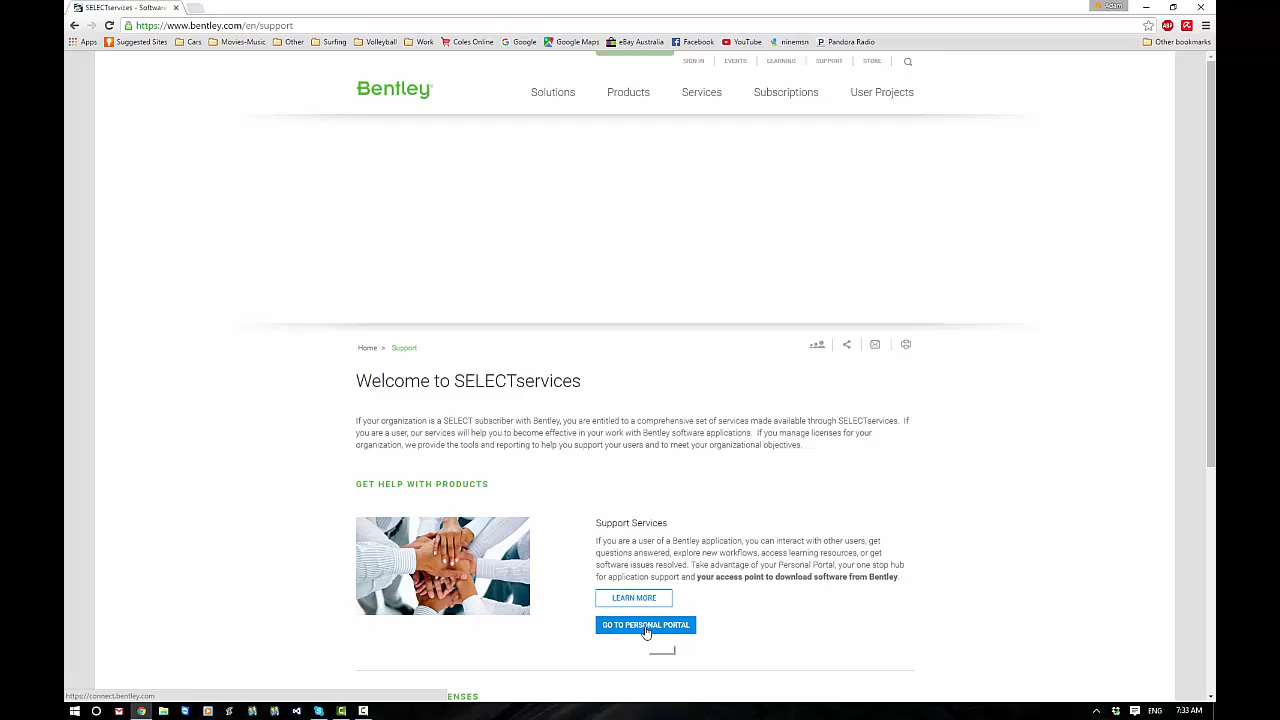 SELECTservices - Softwar
Adam
https://www.bentley.com/en/support
Apps Suggested Sites Cars Movies-Music Other Surfing Volleyball Work Coles Online Google Google Maps eBay Australia Facebook YouTube ninemsn Pandora Radio Other bookmarks
SIGN IN EVENTS LEARNING SUPPORT STORE
Bentley
Solutions Products Services Subscriptions User Projects
Home » Support
Welcome to SELECTservices
If your organization is a SELECT subscriber with Bentley, you are entitled to a comprehensive set of services made available through SELECTservices. If
you are a user, our services will help you to become effective in your work with Bentley software applications. If you manage licenses for your
organization, we provide the tools and reporting to help you support your users and to meet your organizational objectives.
GET HELP WITH PRODUCTS
Support Services
If you are a user of a Bentley application, you can interact with other users, get
questions answered, explore new workflows, access learning resources, or get
software issues resolved. Take advantage of your Personal Portal, your one stop hub
for application support and your access point to download software from Bentley.
LEARN MORE
GO TO PERSONAL PORTAL
https://connect.bentley.com
ENSES
ENG 7:33 AM